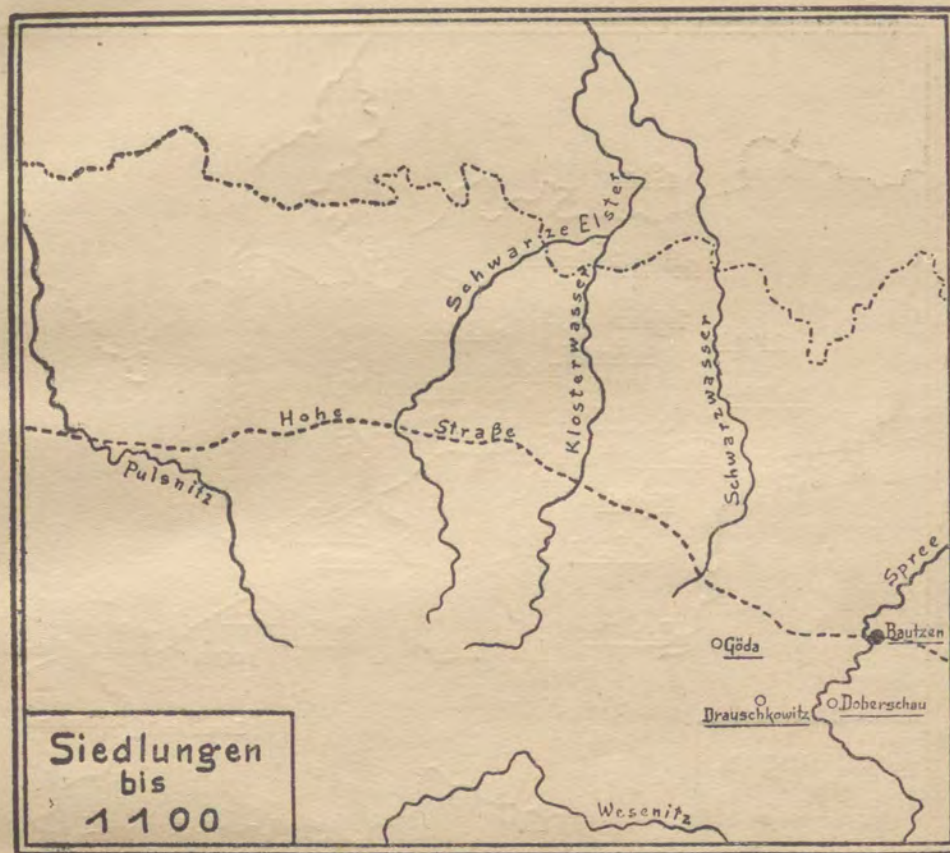 Schwarze Elster
Klosterwasser
Schwarzwasser
Hohe Straße
Pulsnitz
Spree
Bautzen
Göda
Drauschkowitz
Doberschau
Wesenitz
Siedlungen
bis
1100